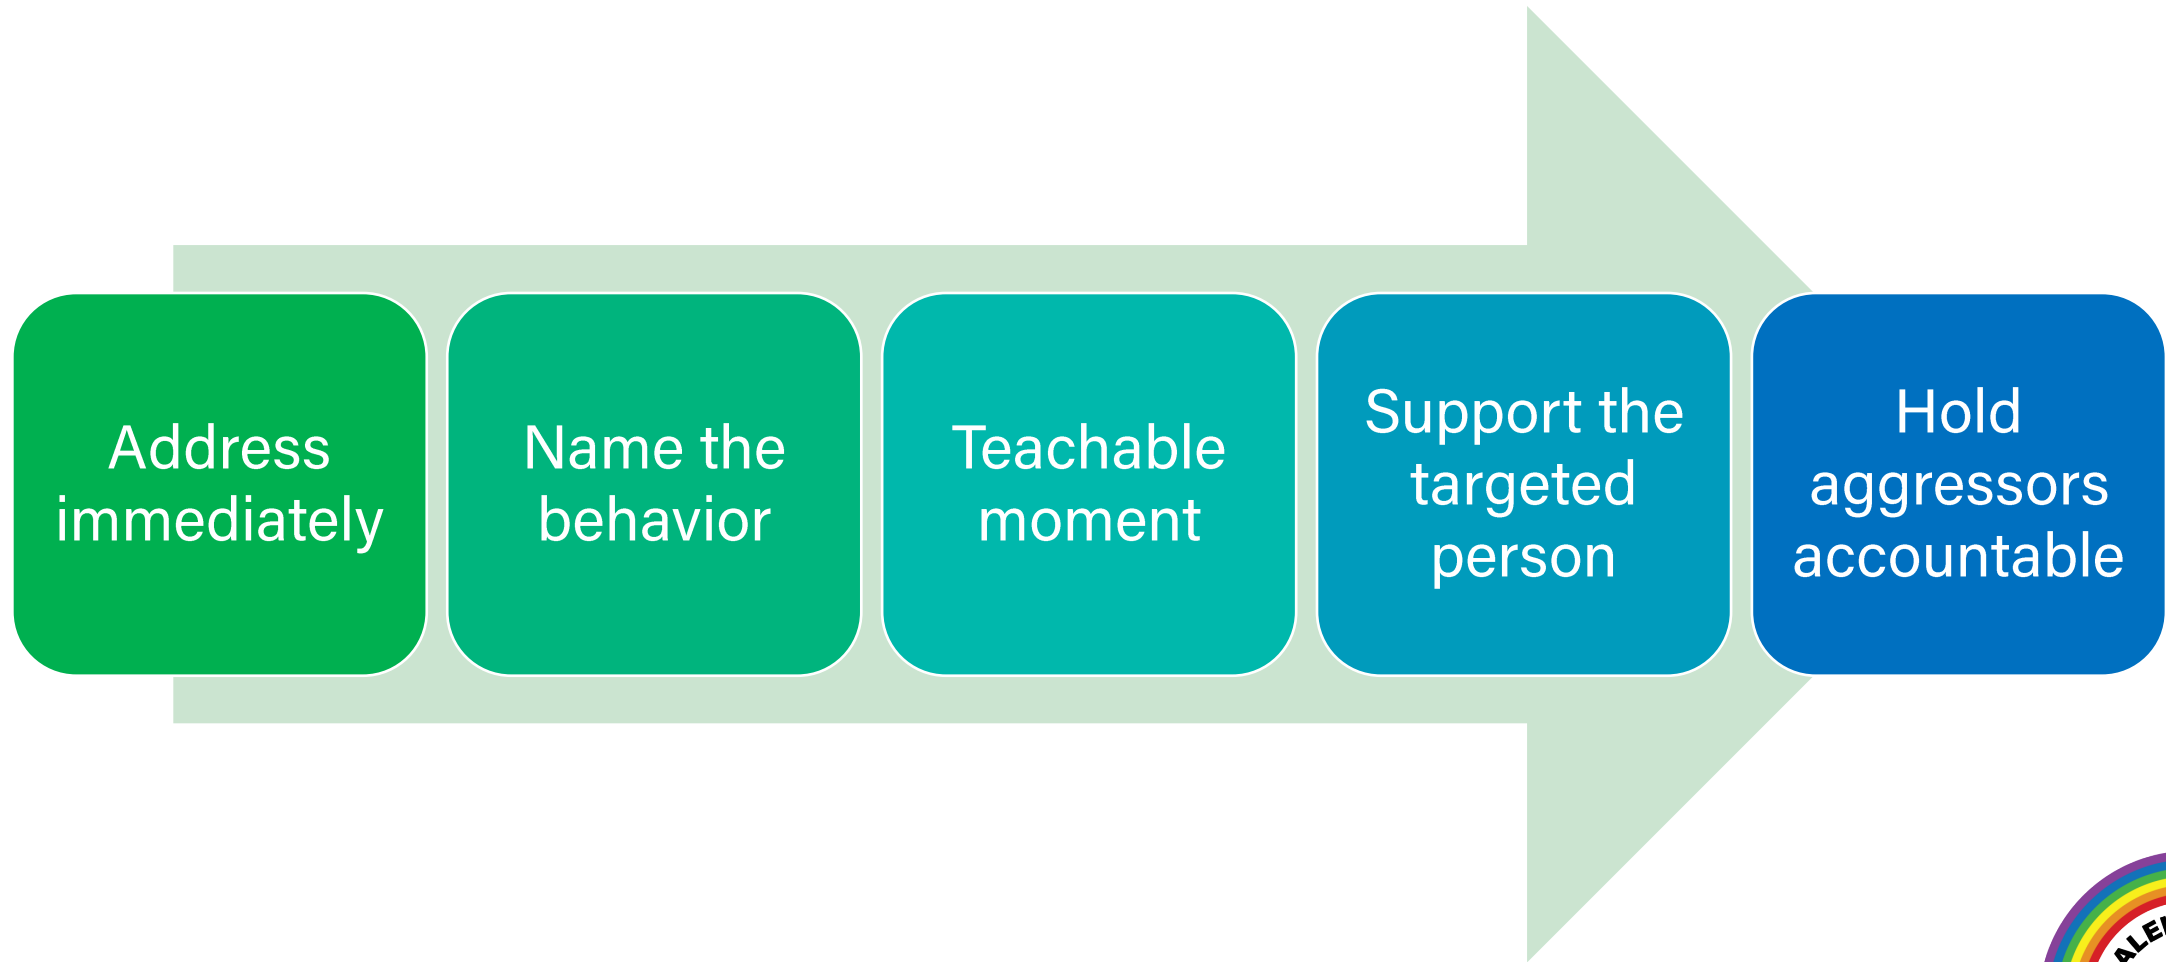 Address
immediately
Name the
behavior
Teachable
moment
Support the
targeted
person
Hold
aggressors
accountable